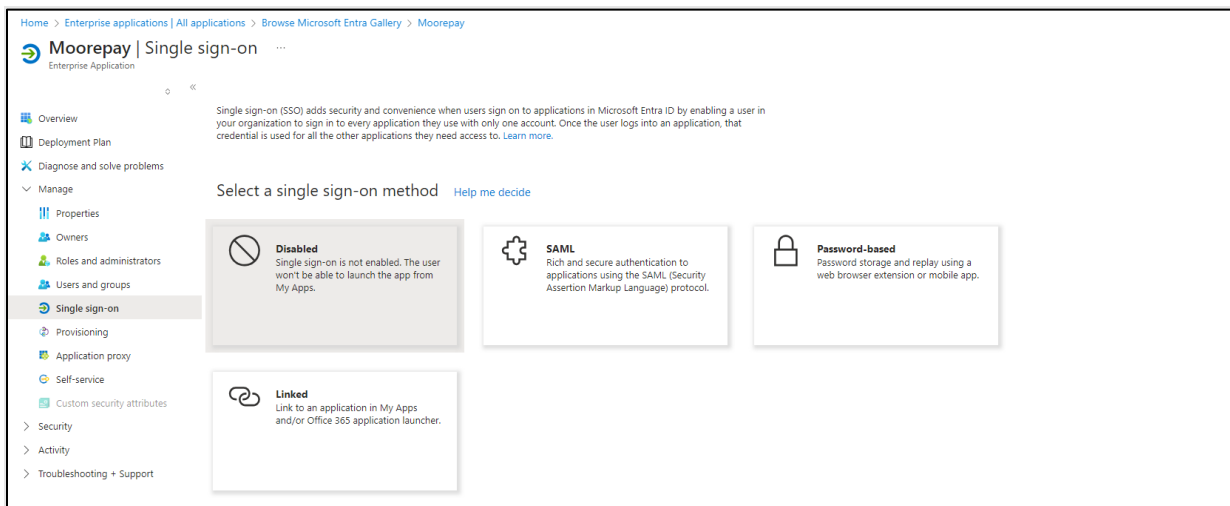 Home > Enterprise applications | All applications > Browse Microsoft Entra Gallery > Moorepay
Moorepay | Single sign-on ...
Enterprise Application
Overview
Deployment Plan
Diagnose and solve problems
Manage
Properties
Owners
Roles and administrators
Users and groups
Single sign-on
Provisioning
Application proxy
Self-service
Custom security attributes
Security
Activity
Troubleshooting + Support
Single sign-on (SSO) adds security and convenience when users sign on to applications in Microsoft Entra ID by enabling a user in
your organization to sign in to every application they use with only one account. Once the user logs into an application, that
credential is used for all the other applications they need access to. Learn more.
Select a single sign-on method Help me decide
Disabled
Single sign-on is not enabled. The user
won't be able to launch the app from
My Apps.
SAML
Rich and secure authentication to
applications using the SAML (Security
Assertion Markup Language) protocol.
Password-based
Password storage and replay using a
web browser extension or mobile app.
Linked
Link to an application in My Apps
and/or Office 365 application launcher.